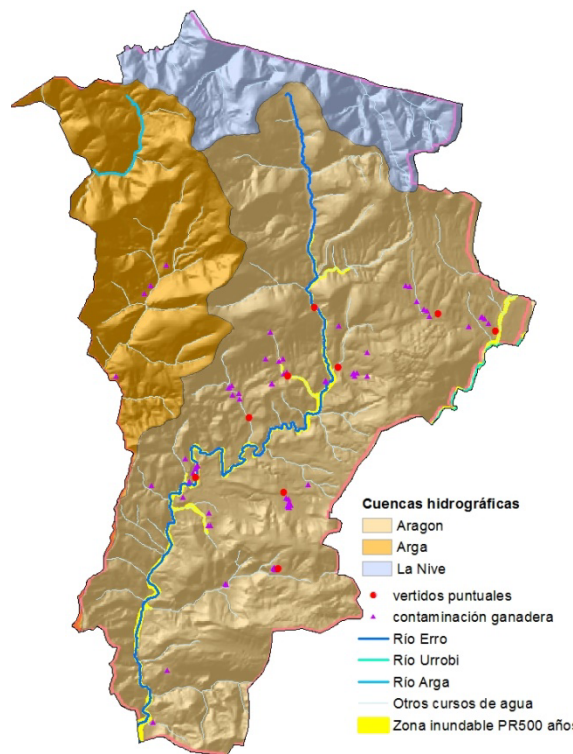 Cuencas hidrográficas
Aragon
Arga
La Nive
vertidos puntuales
contaminación ganadera
Río Erro
Río Urrobi
Río Arga
Otros cursos de agua
Zona inundable PR500 años